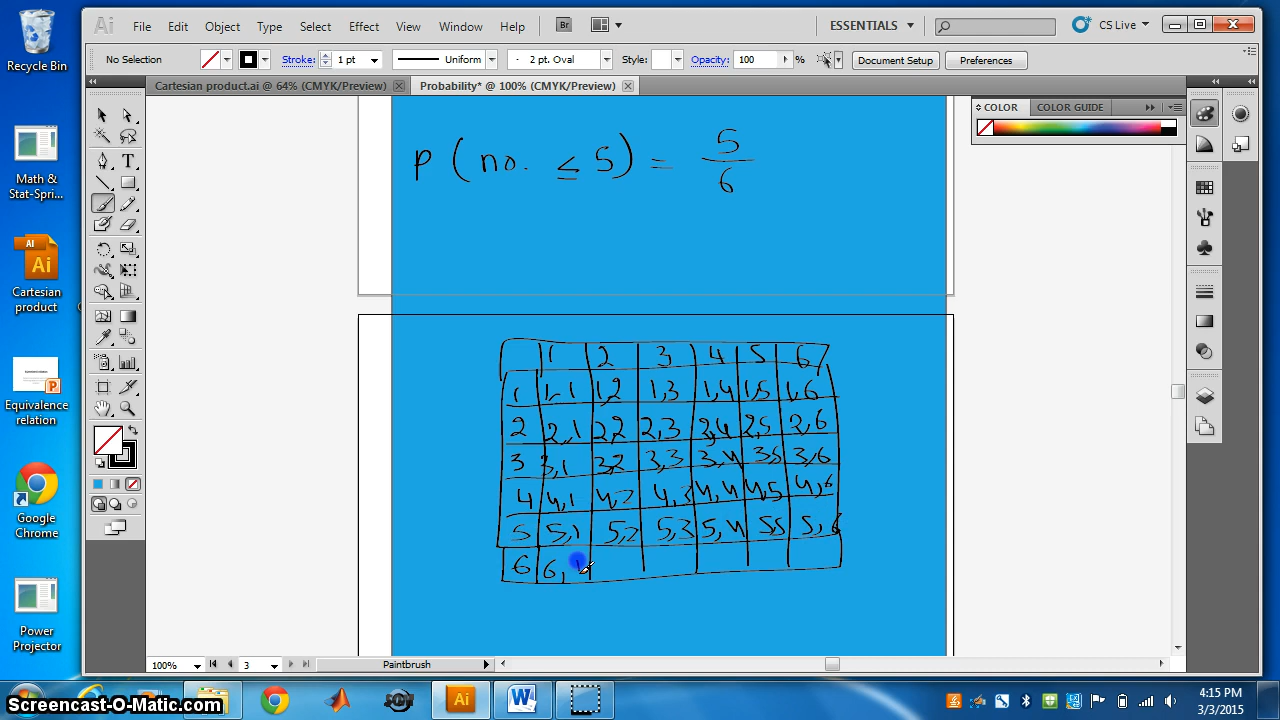 Recycle Bin
Math &
Stat-Spri...
Cartesian
product
Equivalence
relation
Google
Chrome
Power
Projector
Ai File Edit Object Type Select Effect View Window Help Br ESSENTIALS CS Live
No Selection Stroke: 1 pt Uniform 2 pt. Oval Style: Opacity: 100 % Document Setup Preferences
Cartesian product.ai @ 64% (CMYK/Preview) Probability* @ 100% (CMYK/Preview)
COLOR COLOR GUIDE
P ( no. ≤ 5) = 5/6
1 2 3 4 5 6
1 1,1 1,2 1,3 1,4 1,5 1,6
2 2,1 2,2 2,3 2,4 2,5 2,6
3 3,1 3,2 3,3 3,4 3,5 3,6
4 4,1 4,2 4,3 4,4 4,5 4,6
5 5,1 5,2 5,3 5,4 5,5 5,6
6 6,1
100% 3 Paintbrush
4:15 PM
3/3/2015
Screencast-O-Matic.com